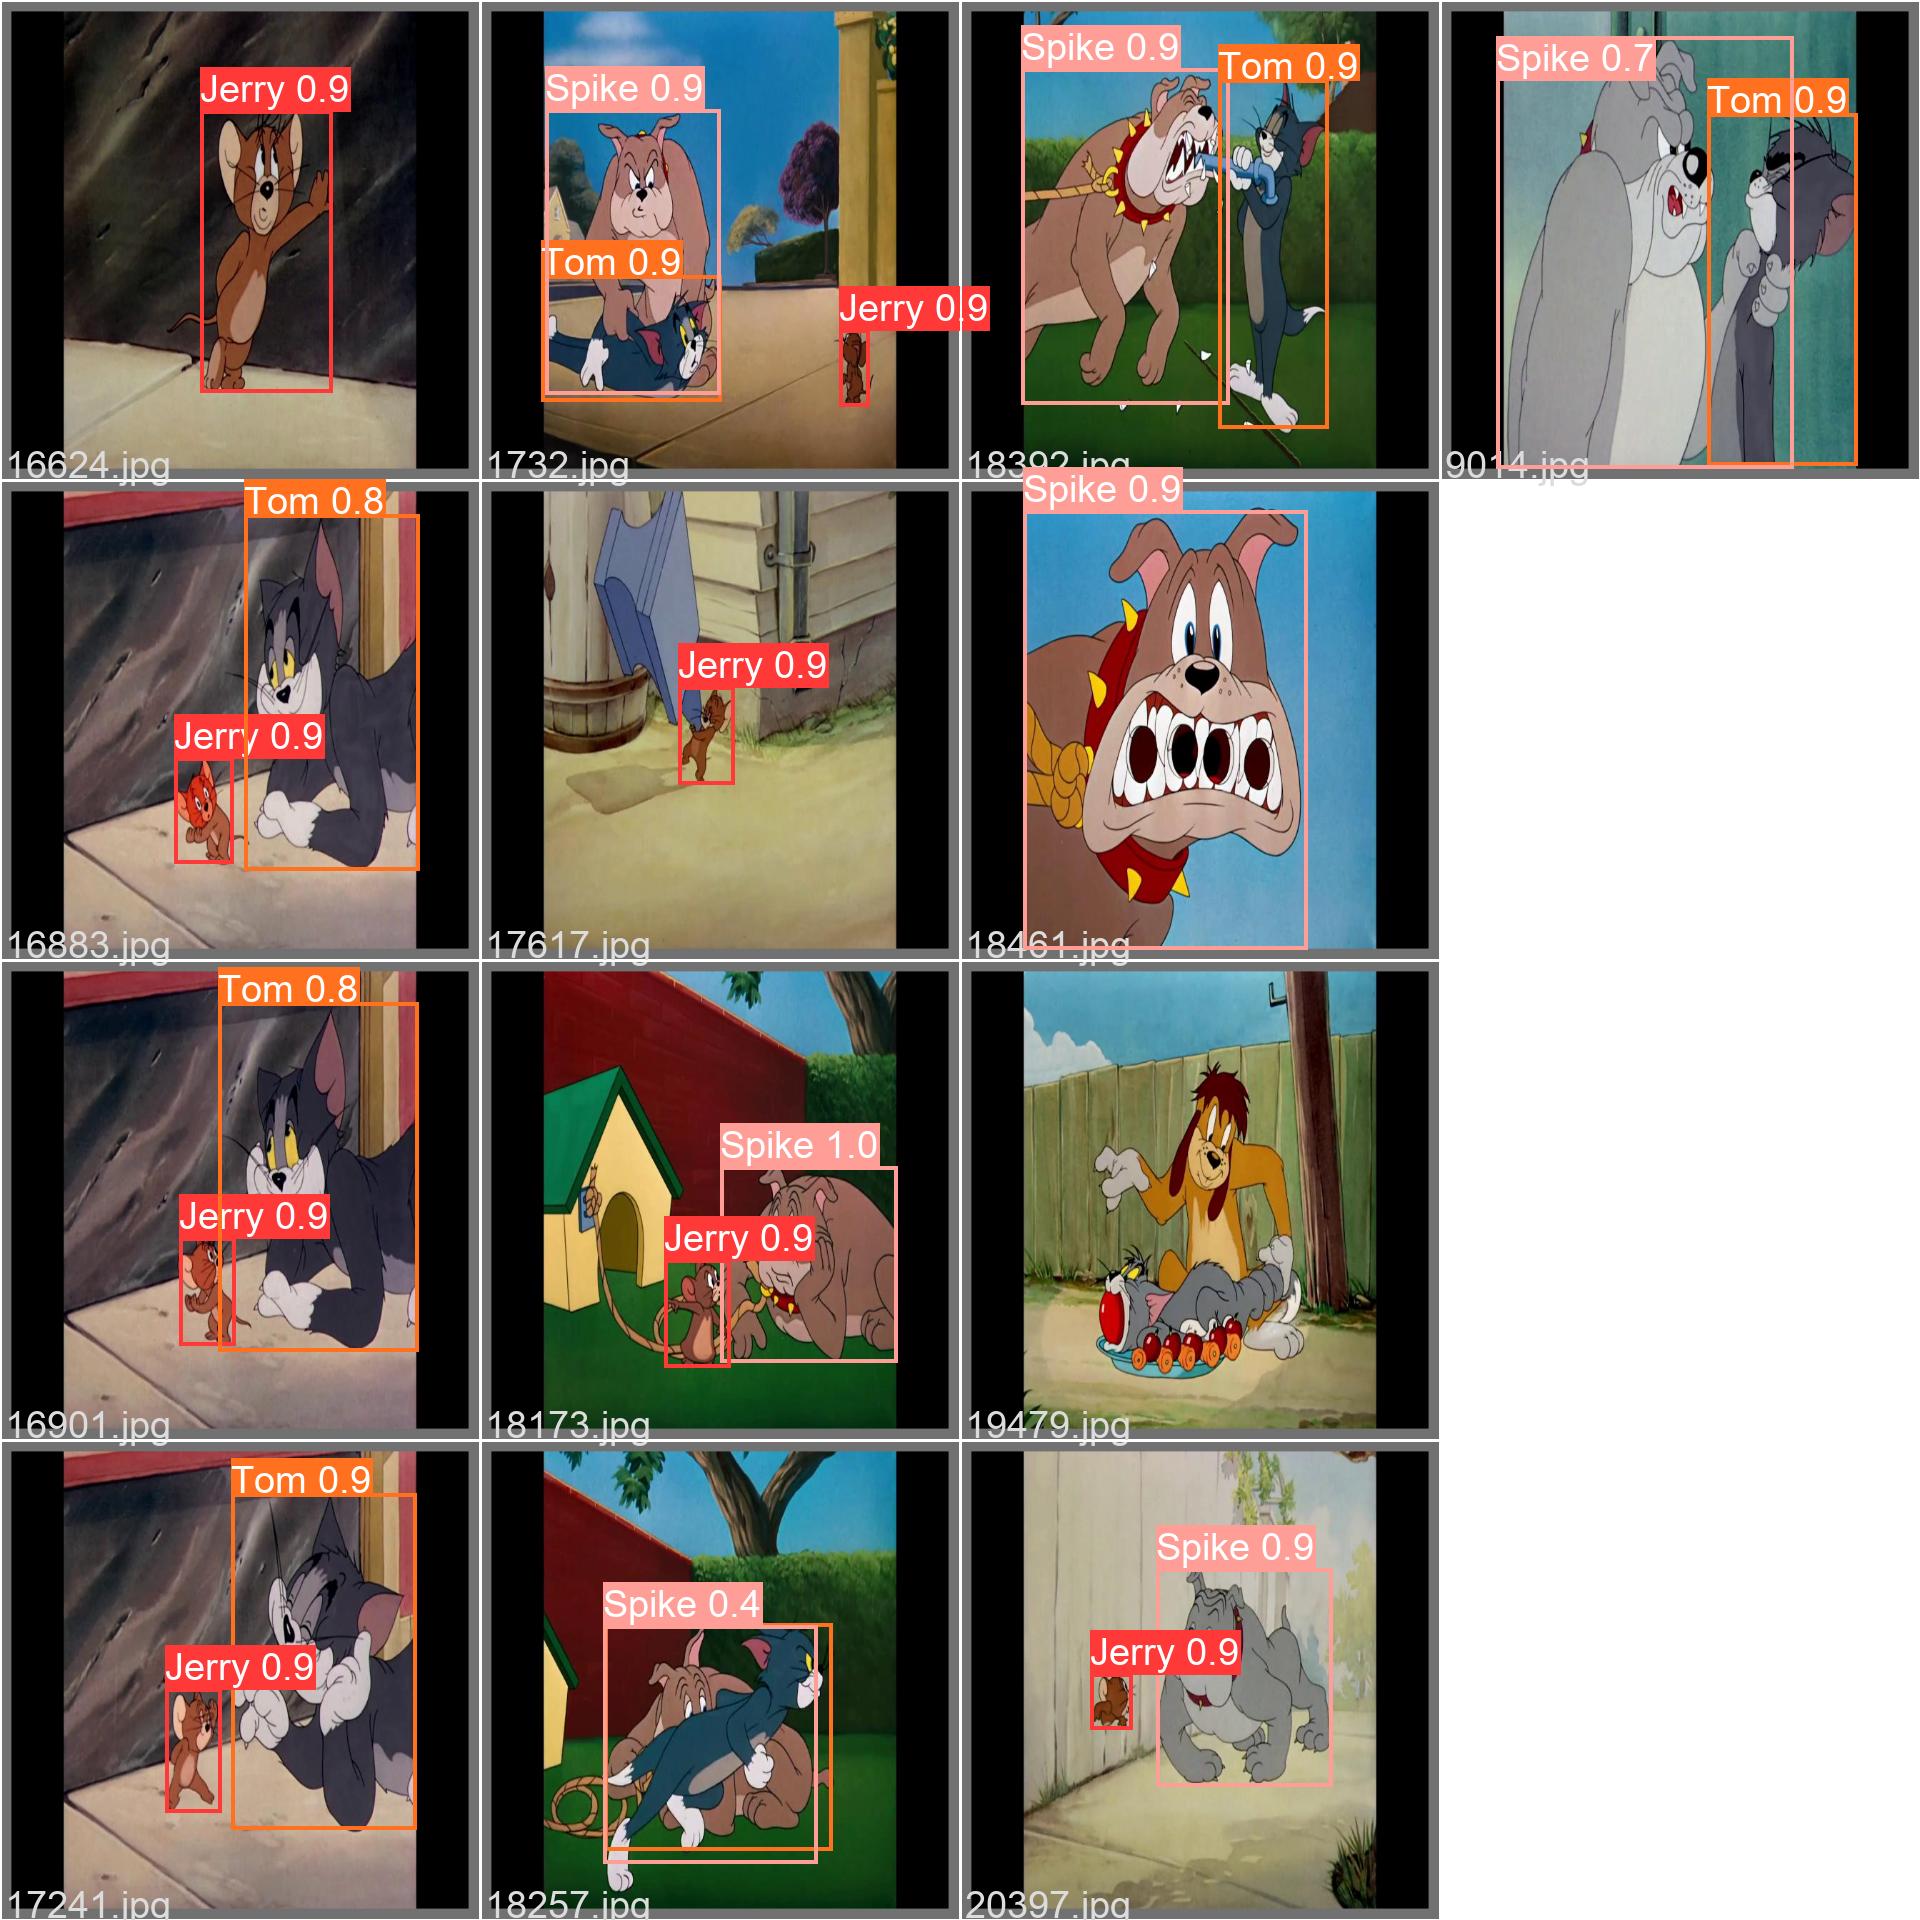 Jerry 0.9
16624.jpg
Spike 0.9
Tom 0.9
Jerry 0.9
1732.jpg
Spike 0.9
Tom 0.9
18392.jpg
Spike 0.7
Tom 0.9
9014.jpg
Tom 0.8
Jerry 0.9
16883.jpg
Jerry 0.9
17617.jpg
Spike 0.9
18461.jpg
Tom 0.8
Jerry 0.9
16901.jpg
Spike 1.0
Jerry 0.9
18173.jpg
19479.jpg
Tom 0.9
Jerry 0.9
17241.jpg
Spike 0.4
18257.jpg
Spike 0.9
Jerry 0.9
20397.jpg